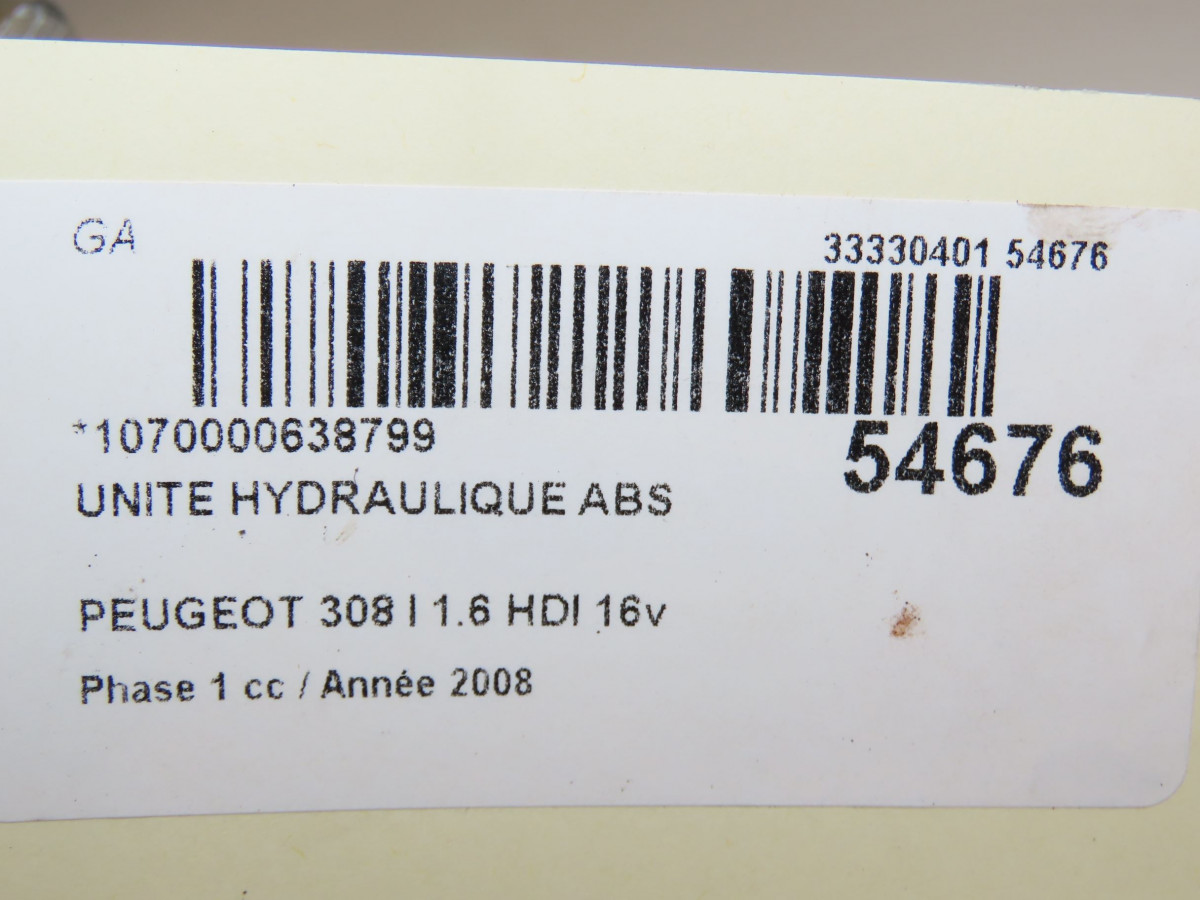 GA
33330401 54676
*1070000638799
54676
UNITE HYDRAULIQUE ABS
PEUGEOT 308 I 1.6 HDI 16v
Phase 1 cc / Année 2008